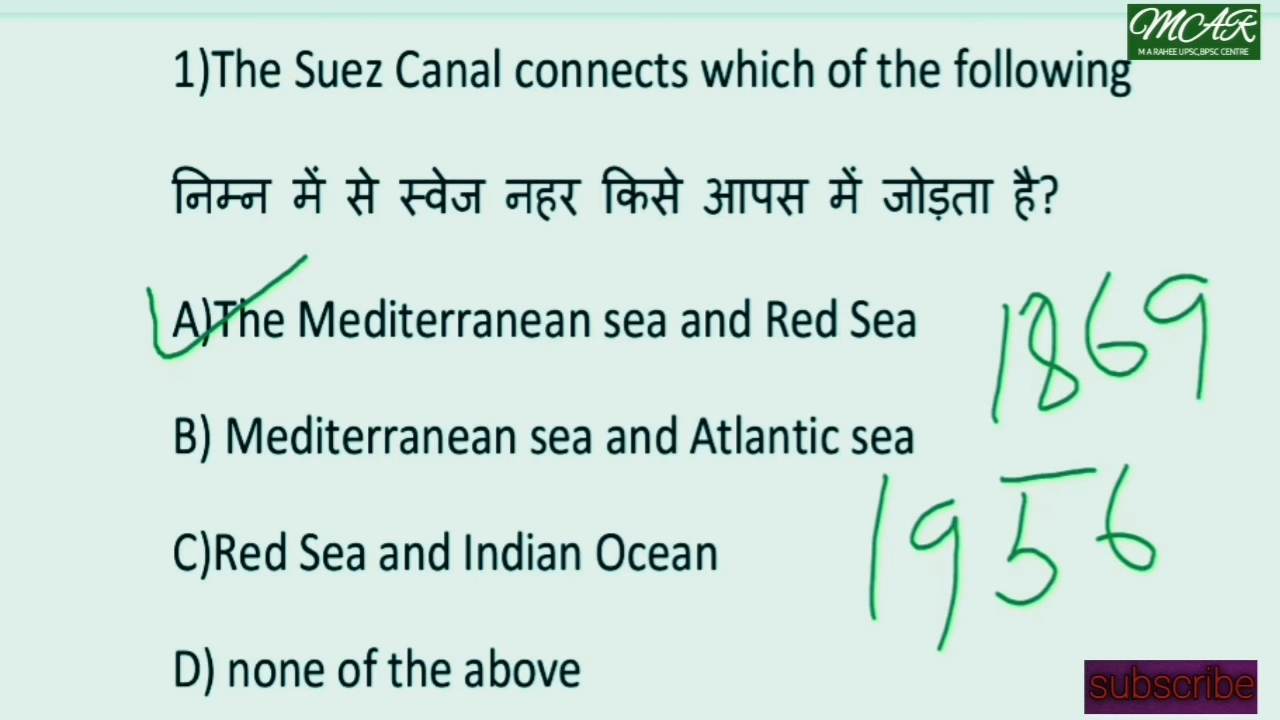 MCAR
M A RAHEE UPSC,BPSC CENTRE
1)The Suez Canal connects which of the following
निम्न में से स्वेज नहर किसे आपस में जोड़ता है?
A)The Mediterranean sea and Red Sea
1869
B) Mediterranean sea and Atlantic sea
1956
C)Red Sea and Indian Ocean
D) none of the above
subscribe